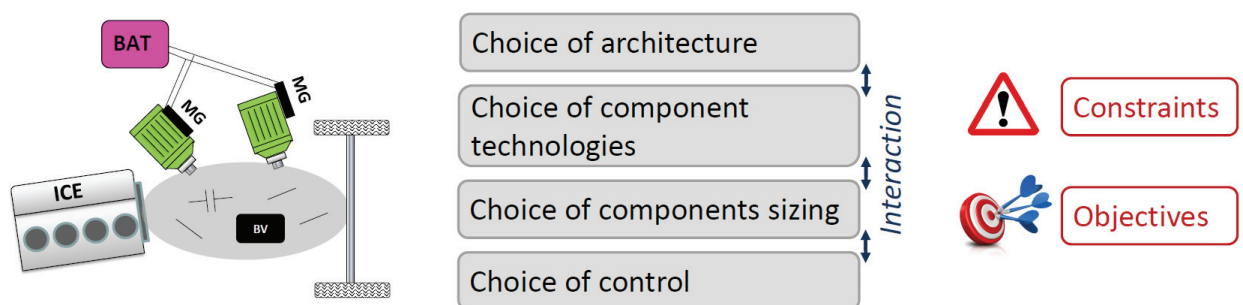 BAT
MG
MG
ICE
BV
Choice of architecture
Choice of component
technologies
Choice of components sizing
Choice of control
Interaction
Constraints
Objectives